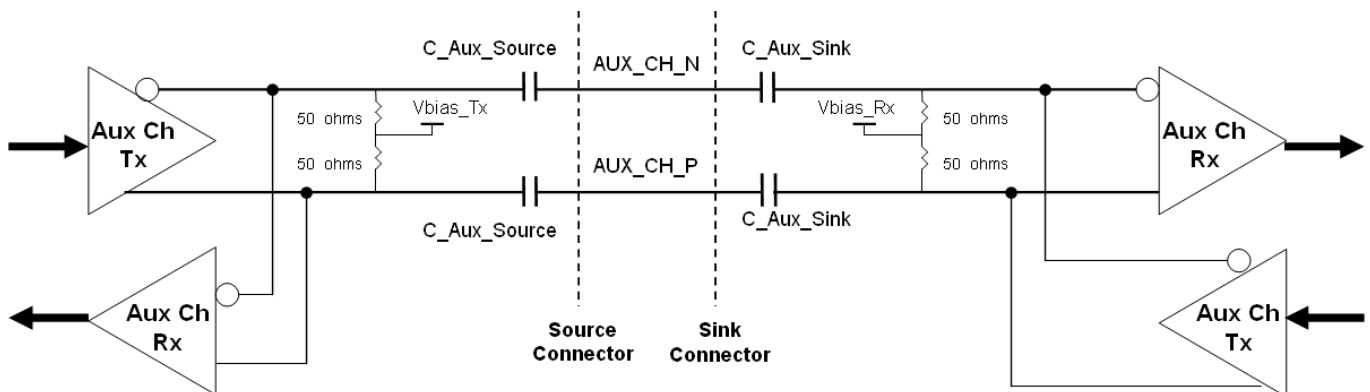 C_Aux_Source
AUX_CH_N
C_Aux_Sink
Aux Ch
Tx
50 ohms
Vbias_Tx
50 ohms
Vbias_Rx
50 ohms
50 ohms
Aux Ch
Rx
AUX_CH_P
C_Aux_Source
C_Aux_Sink
Aux Ch
Rx
Source
Connector
Sink
Connector
Aux Ch
Tx